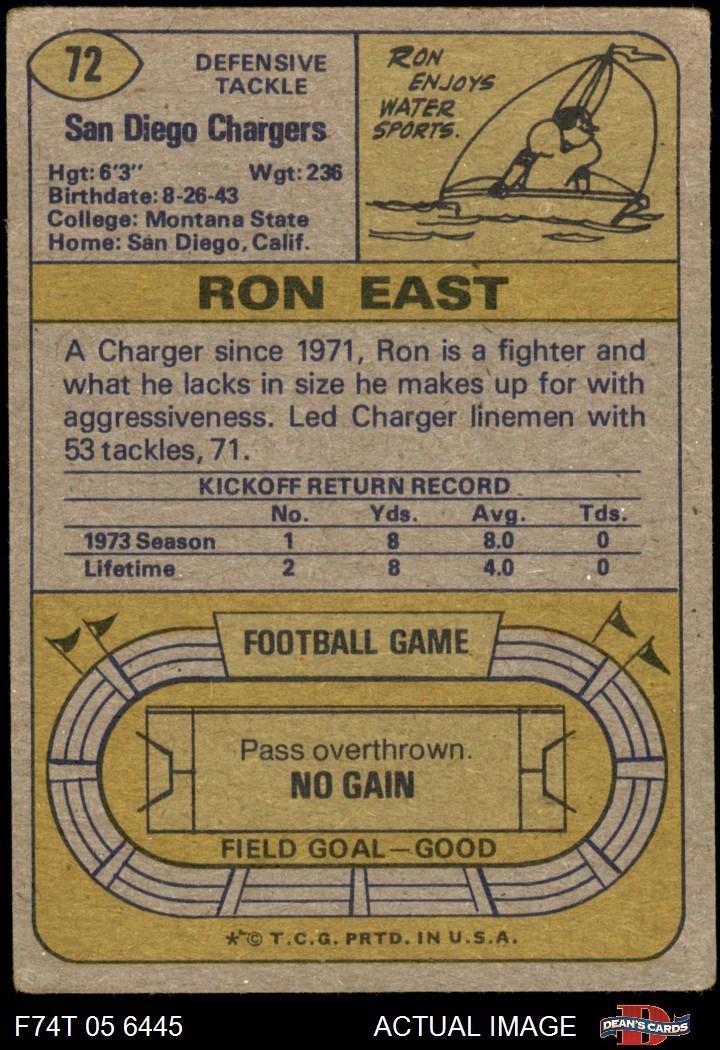 72
DEFENSIVE
TACKLE
San Diego Chargers
Hgt: 6'3" Wgt: 236
Birthdate: 8-26-43
College: Montana State
Home: San Diego, Calif.
RON
ENJOYS
WATER
SPORTS.
RON EAST
A Charger since 1971, Ron is a fighter and
what he lacks in size he makes up for with
aggressiveness. Led Charger linemen with
53 tackles, 71.
KICKOFF RETURN RECORD
No. Yds. Avg. Tds.
1973 Season 1 8 8.0 0
Lifetime 2 8 4.0 0
FOOTBALL GAME
Pass overthrown.
NO GAIN
FIELD GOAL—GOOD
*© T.C.G. PRTD. IN U.S.A.
F74T 05 6445 ACTUAL IMAGE
D
DEAN'S CARDS